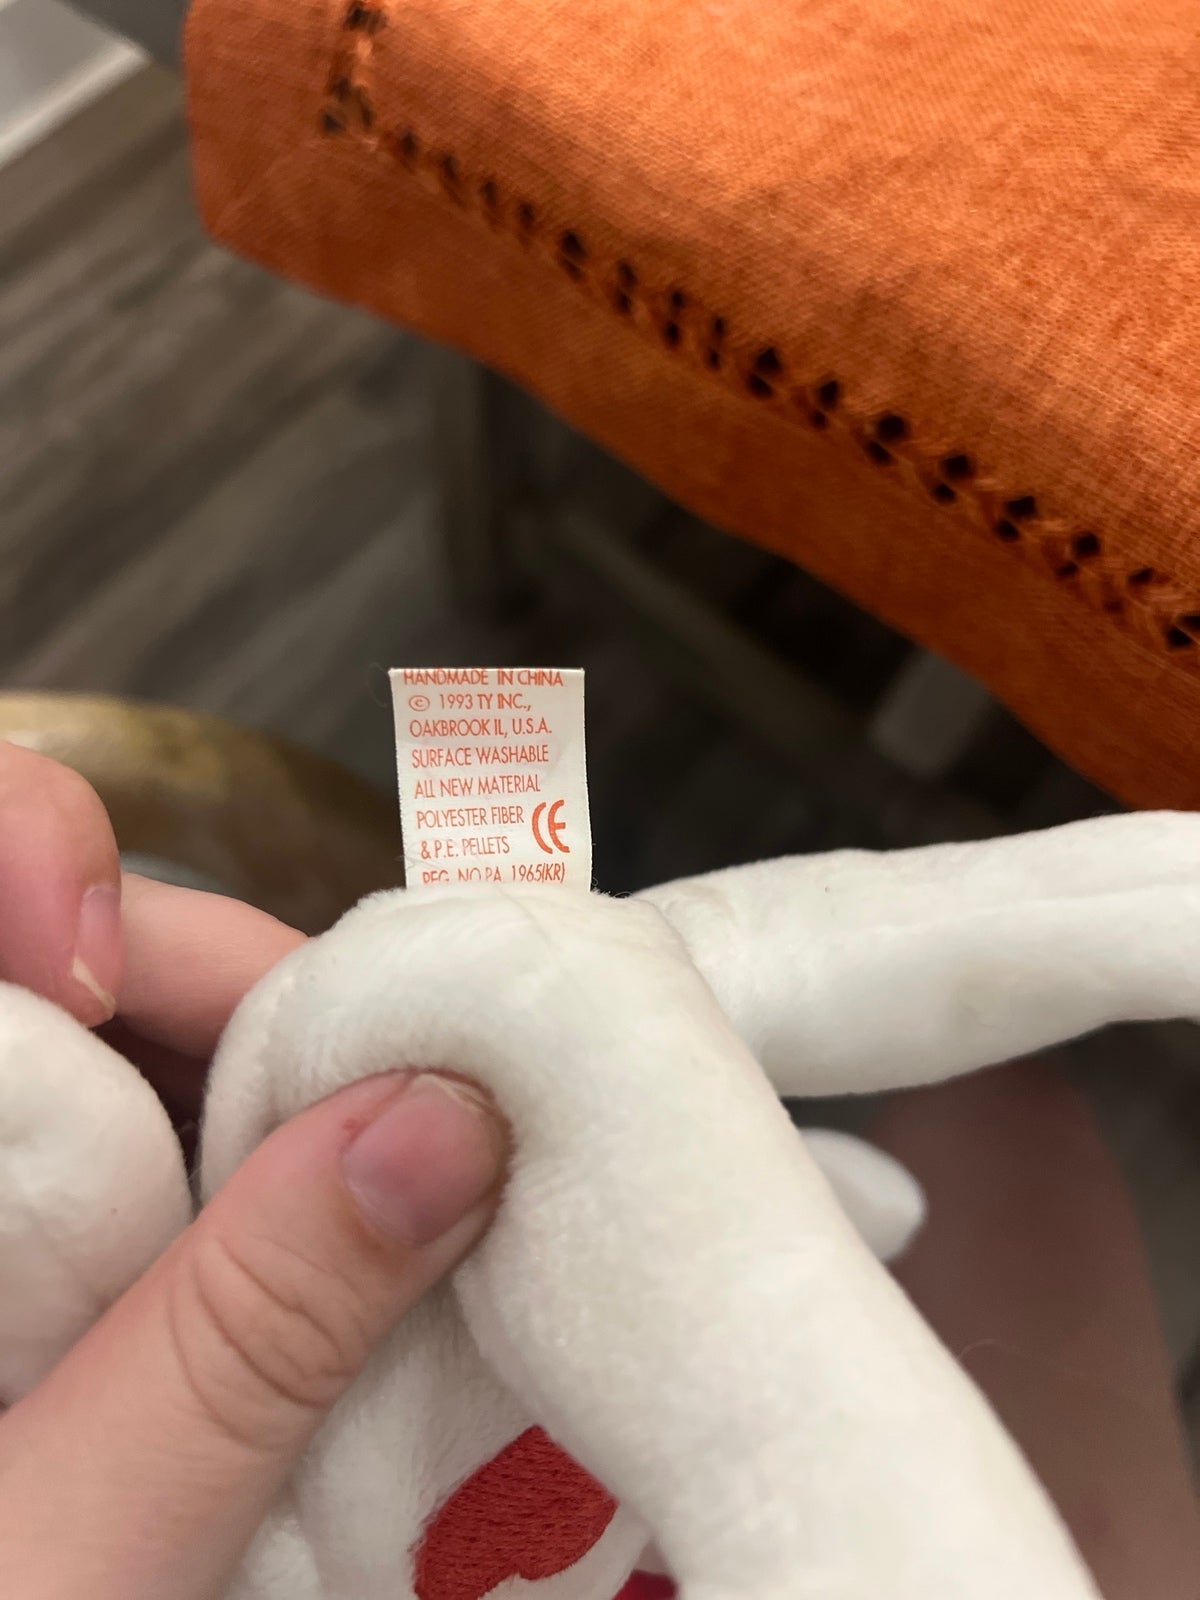 HANDMADE IN CHINA
© 1993 TY INC.,
OAKBROOK IL, U.S.A.
SURFACE WASHABLE
ALL NEW MATERIAL
POLYESTER FIBER
& P.E. PELLETS
CE
REG. NO.PA. 1965(KR)